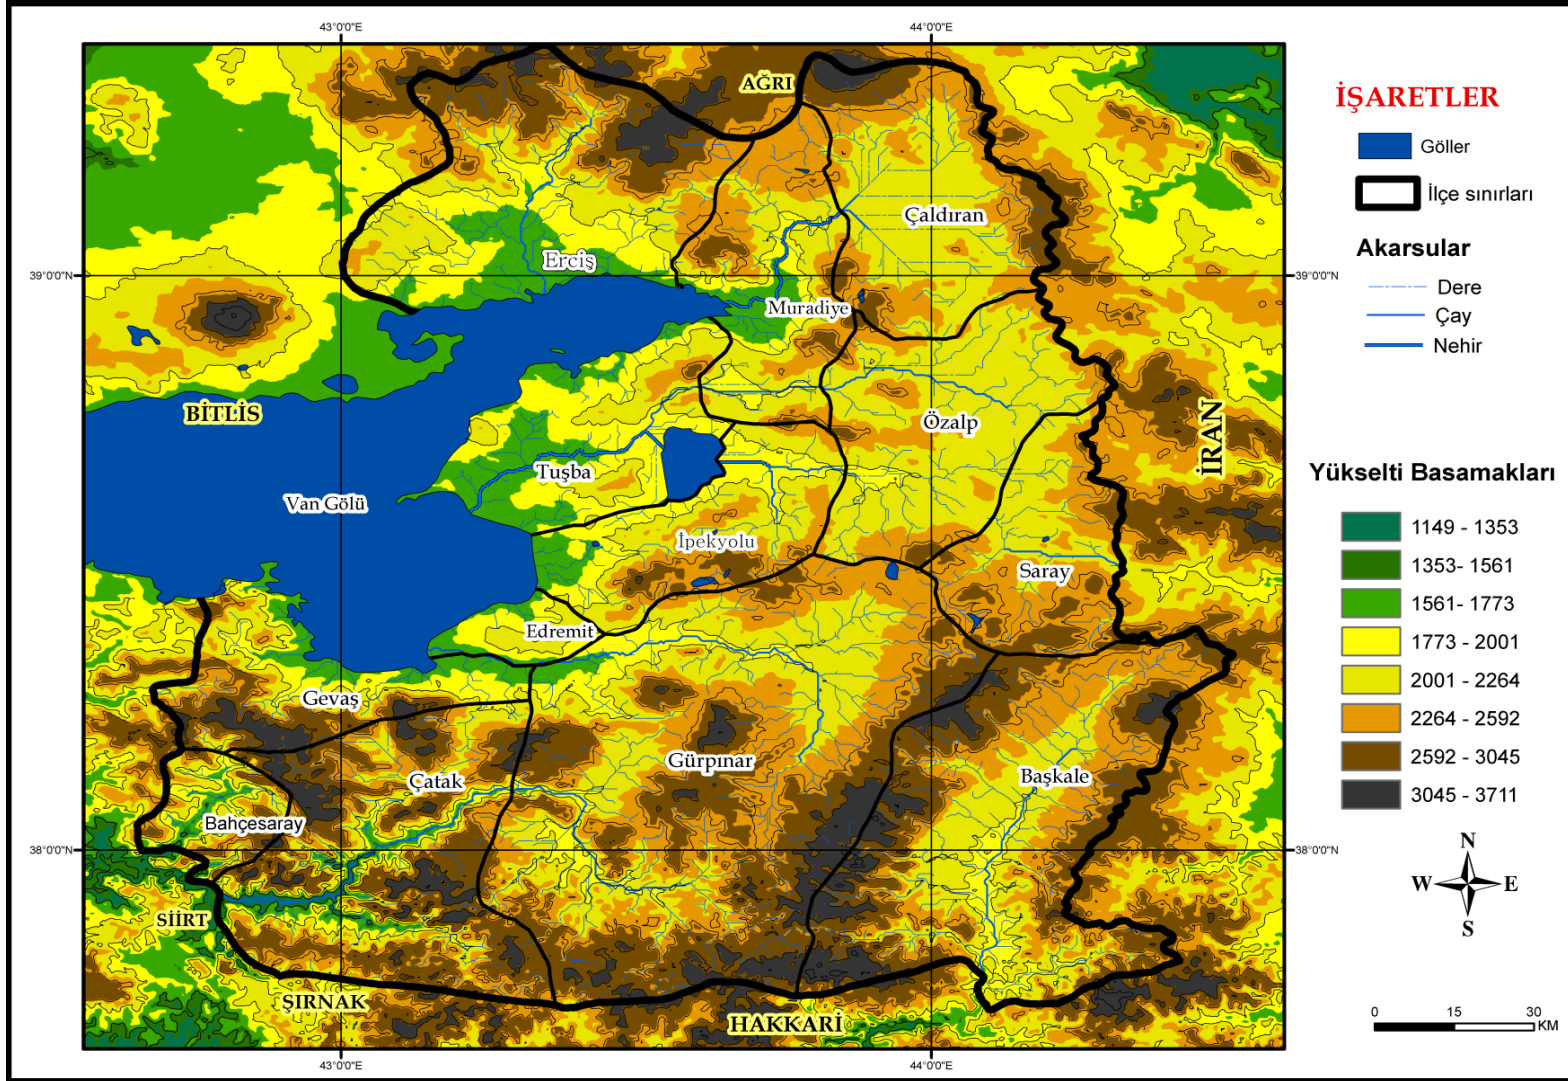 43°0'0"E
44°0'0"E
AĞRI
Çaldıran
Erciş
39°0'0"N
39°0'0"N
Muradiye
BİTLİS
Özalp
İRAN
Tuşba
Van Gölü
İpekyolu
Saray
Edremit
Gevaş
Gürpınar
Başkale
Çatak
Bahçesaray
38°0'0"N
38°0'0"N
SİİRT
ŞIRNAK
HAKKARİ
43°0'0"E
44°0'0"E
İŞARETLER
Göller
İlçe sınırları
Akarsular
Dere
Çay
Nehir
Yükselti Basamakları
1149 - 1353
1353- 1561
1561- 1773
1773 - 2001
2001 - 2264
2264 - 2592
2592 - 3045
3045 - 3711
N
W
E
S
0
15
30
KM